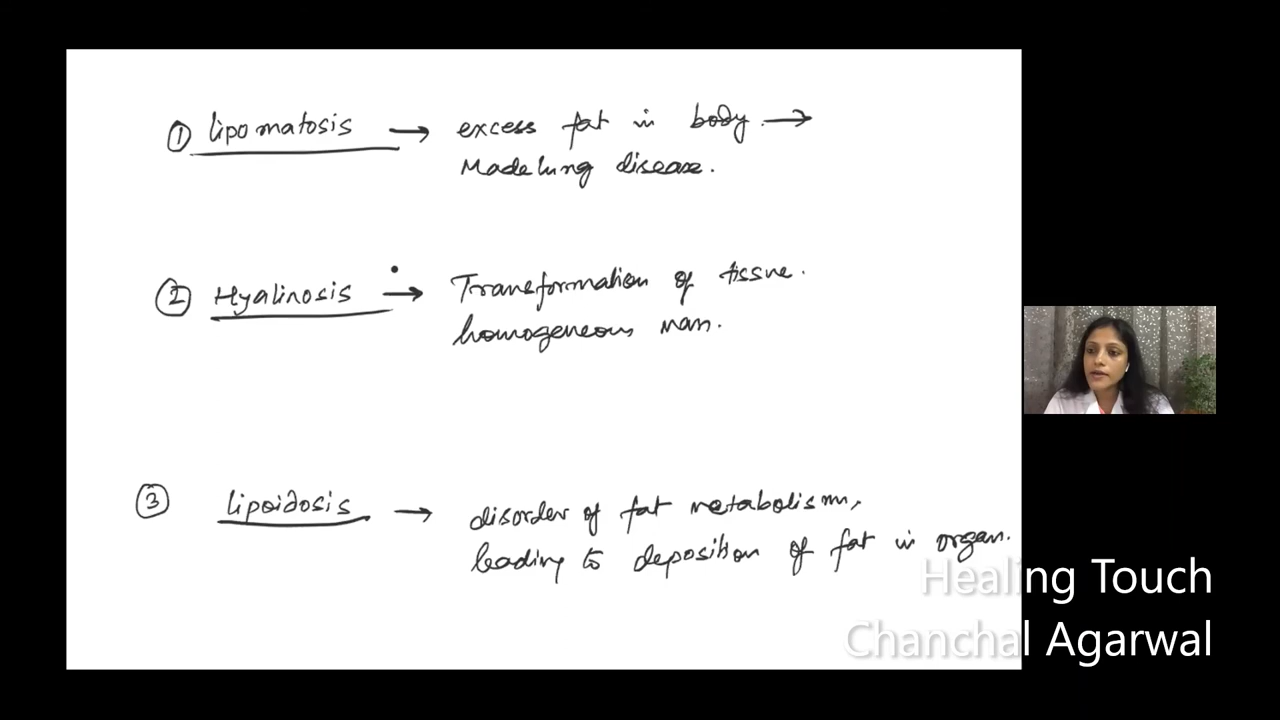 ① lipomatosis → excess fat in body. →
Madelung disease.
② Hyalinosis → Transformation of tissue.
homogeneous mass.
③ lipoidosis → disorder of fat metabolism,
leading to deposition of fat in organ.
Healing Touch
Chanchal Agarwal